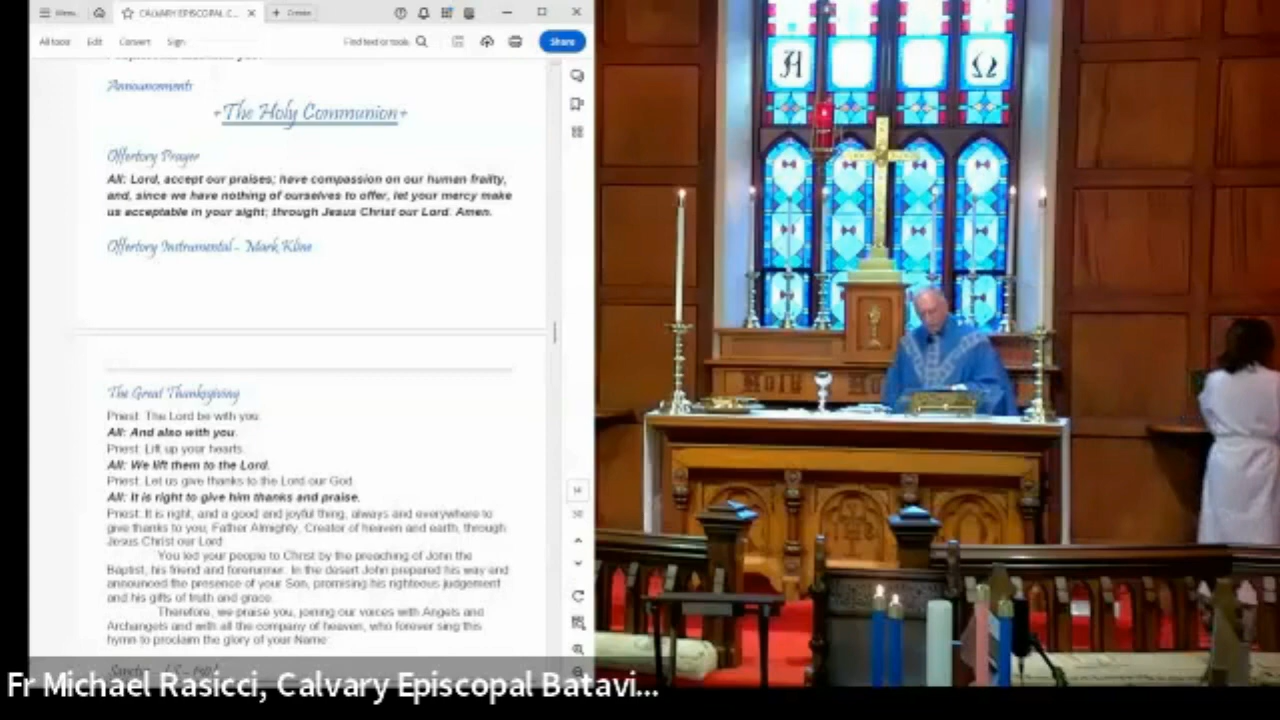 Menu
CALVARY EPISCOPAL C...
+ Create
All tools Edit Convert Sign
Find text or tools
Share
Announcements
+The Holy Communion+
Offertory Prayer
All: Lord, accept our praises; have compassion on our human frailty,
and, since we have nothing of ourselves to offer, let your mercy make
us acceptable in your sight; through Jesus Christ our Lord. Amen.
Offertory Instrumental – Mark Kline
The Great Thanksgiving
Priest: The Lord be with you.
All: And also with you.
Priest: Lift up your hearts.
All: We lift them to the Lord.
Priest: Let us give thanks to the Lord our God.
All: It is right to give him thanks and praise.
Priest: It is right, and a good and joyful thing, always and everywhere to
give thanks to you, Father Almighty, Creator of heaven and earth, through
Jesus Christ our Lord
You led your people to Christ by the preaching of John the
Baptist, his friend and forerunner. In the desert John prepared his way and
announced the presence of your Son, promising his righteous judgement
and his gifts of truth and grace.
Therefore, we praise you, joining our voices with Angels and
Archangels and with all the company of heaven, who forever sing this
hymn to proclaim the glory of your Name:
Sanctus
A Ω
Holy
Fr Michael Rasicci, Calvary Episcopal Batavi...